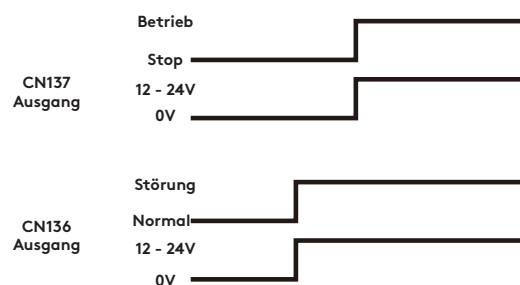 Betrieb
Stop
CN137
Ausgang
12 - 24V
0V
Störung
Normal
CN136
Ausgang
12 - 24V
0V